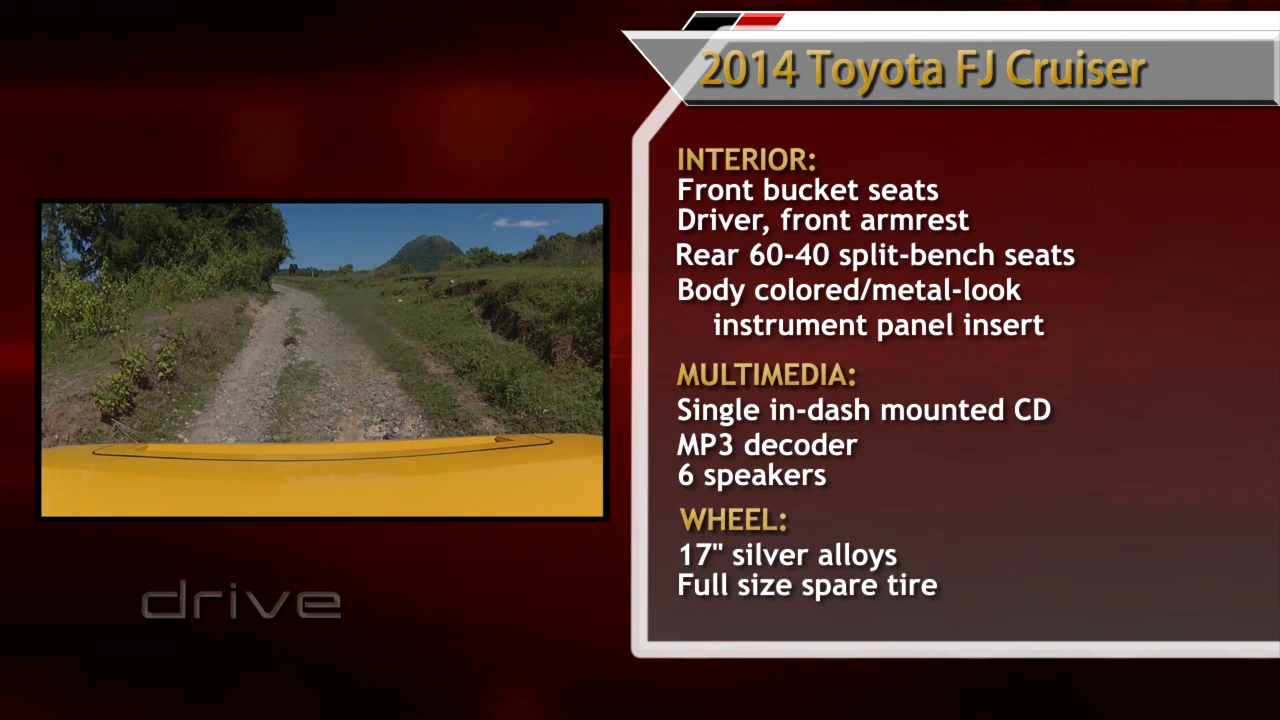 2014 Toyota FJ Cruiser
INTERIOR:
Front bucket seats
Driver, front armrest
Rear 60-40 split-bench seats
Body colored/metal-look
instrument panel insert
MULTIMEDIA:
Single in-dash mounted CD
MP3 decoder
6 speakers
WHEEL:
17" silver alloys
Full size spare tire
drive